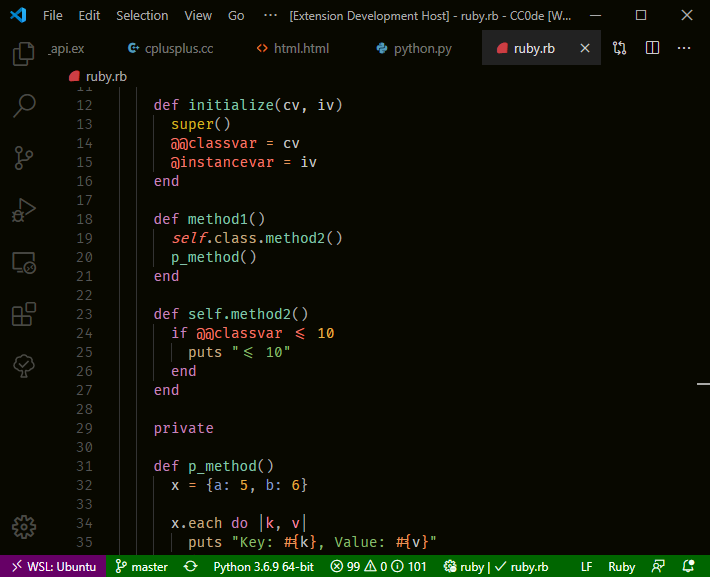 File Edit Selection View Go ··· [Extension Development Host] - ruby.rb - CC0de [W...
_api.ex cplusplus.cc html.html python.py ruby.rb
ruby.rb
11
12 def initialize(cv, iv)
13 super()
14 @@classvar = cv
15 @instancevar = iv
16 end
17
18 def method1()
19 self.class.method2()
20 p_method()
21 end
22
23 def self.method2()
24 if @@classvar <= 10
25 puts "<= 10"
26 end
27 end
28
29 private
30
31 def p_method()
32 x = {a: 5, b: 6}
33
34 x.each do |k, v|
35 puts "Key: #{k}, Value: #{v}"
WSL: Ubuntu master Python 3.6.9 64-bit 99 0 101 ruby | ✓ ruby.rb LF Ruby